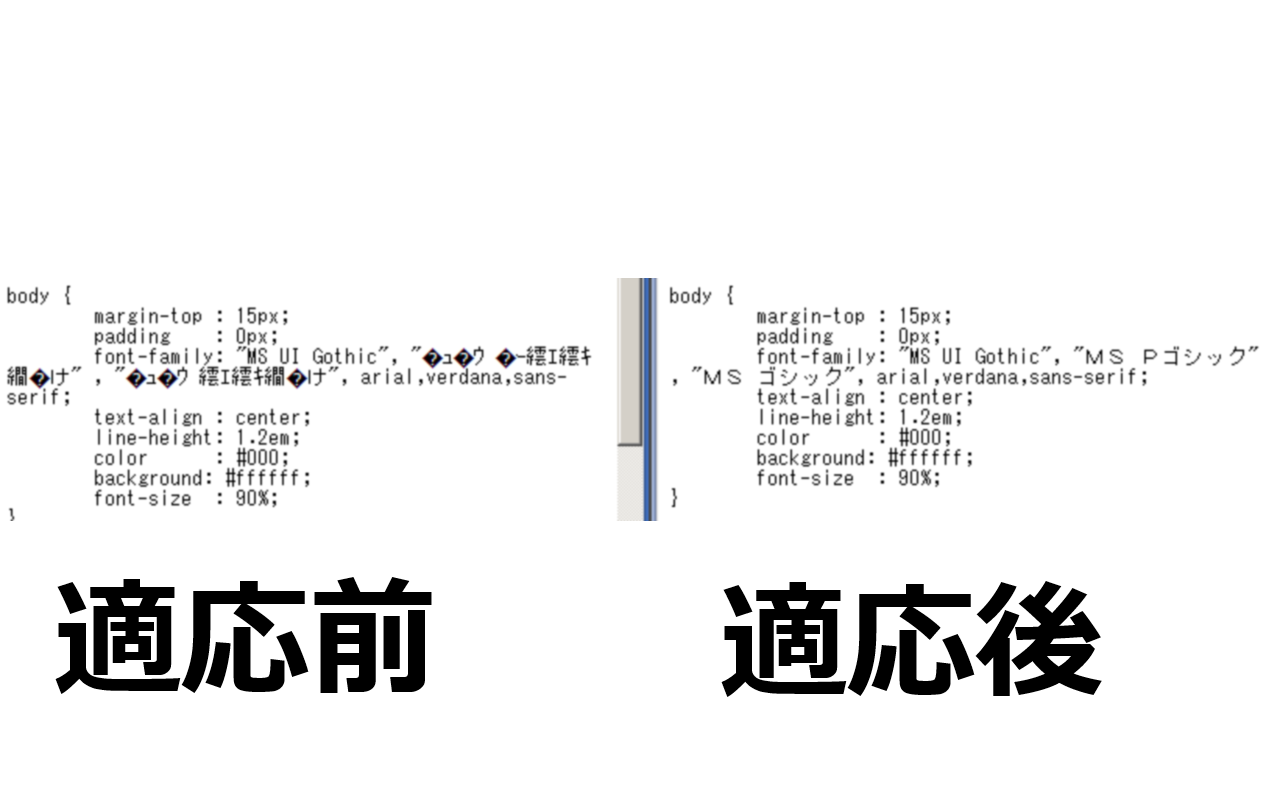 body {
margin-top : 15px;
padding : 0px;
font-family: "MS UI Gothic", "�ュ�ウ �ｰ繧ｴ繧ｷ
繝�け" , "�ュ�ウ 繧ｴ繧ｷ繝�け", arial,verdana,sans-
serif;
text-align : center;
line-height: 1.2em;
color : #000;
background: #ffffff;
font-size : 90%;
}
body {
margin-top : 15px;
padding : 0px;
font-family: "MS UI Gothic", "ＭＳ Ｐゴシック"
, "ＭＳ ゴシック", arial,verdana,sans-serif;
text-align : center;
line-height: 1.2em;
color : #000;
background: #ffffff;
font-size : 90%;
}
適応前
適応後